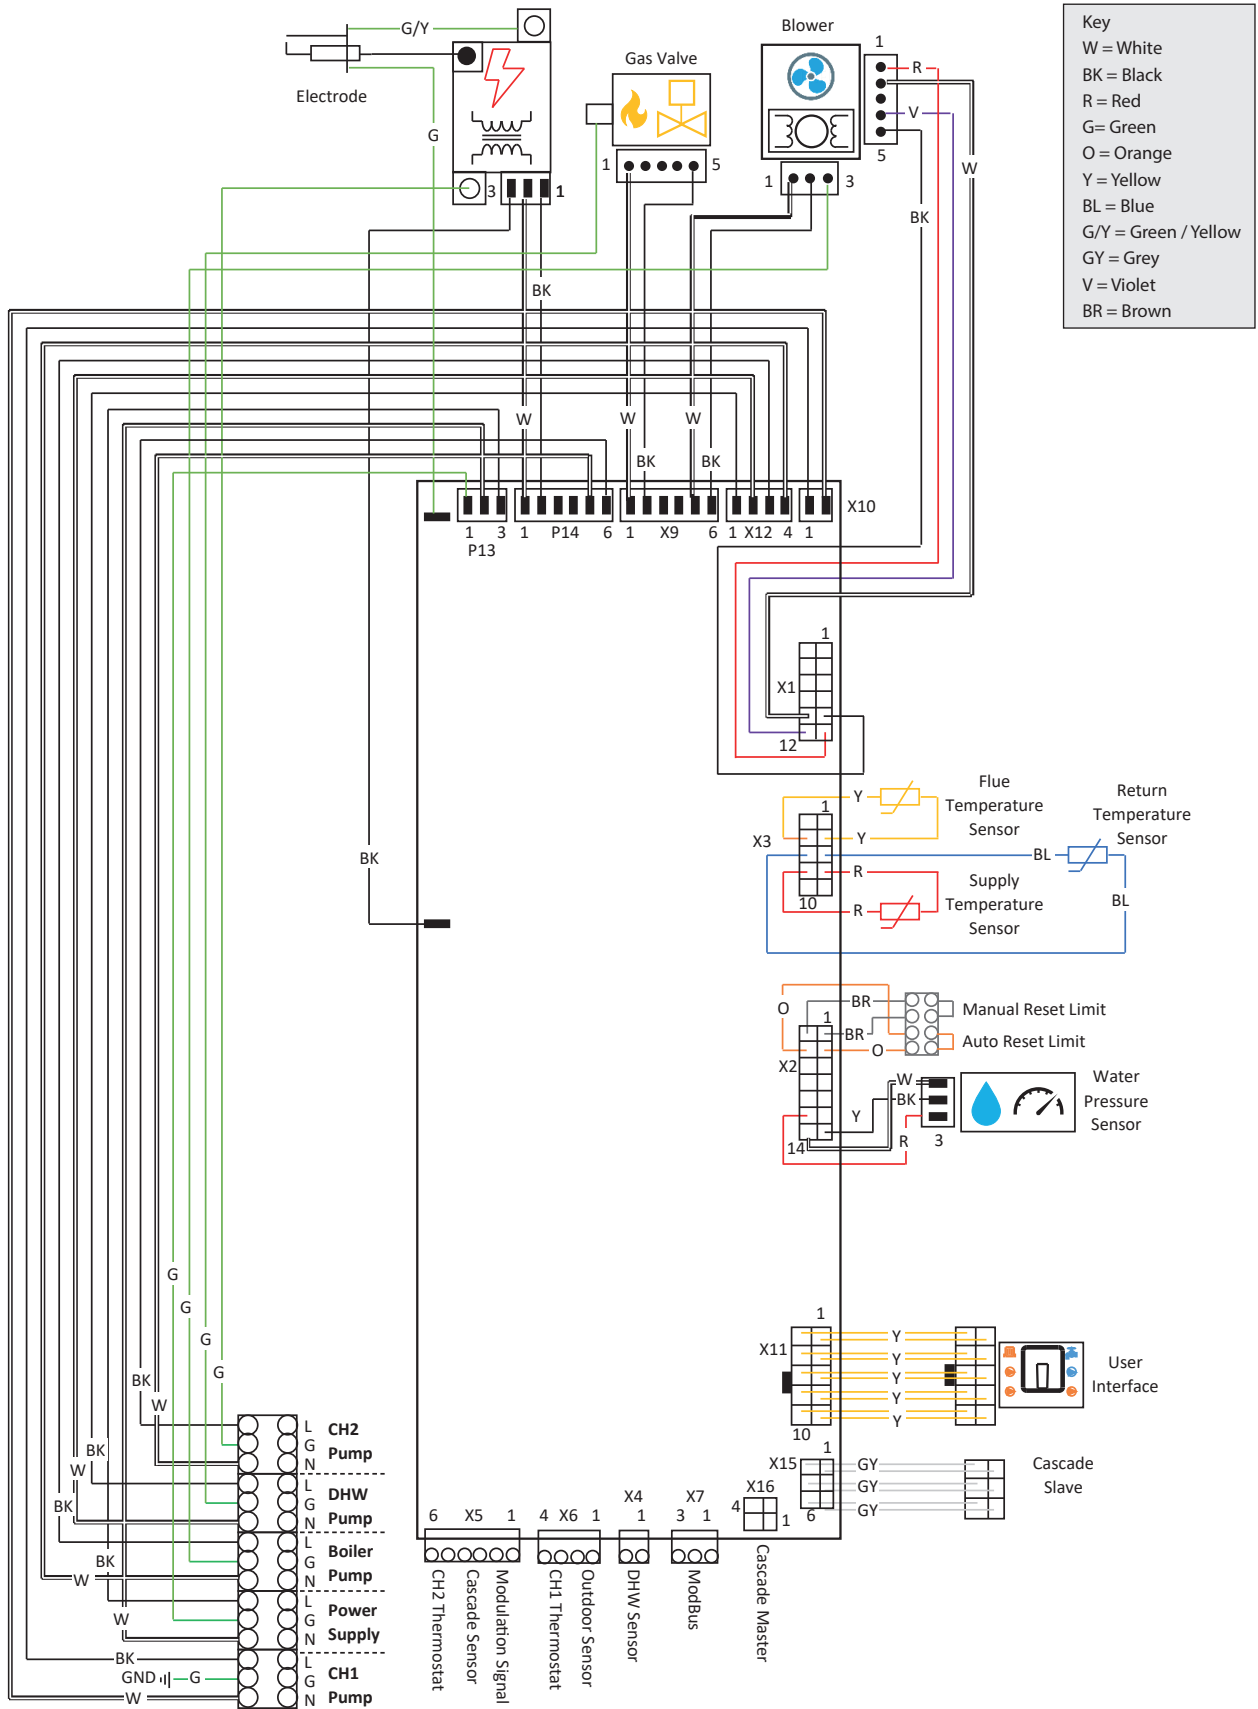 Key
W = White
BK = Black
R = Red
G= Green
O = Orange
Y = Yellow
BL = Blue
G/Y = Green / Yellow
GY = Grey
V = Violet
BR = Brown
G/Y
Electrode
G
3
1
Gas Valve
1
5
Blower
1
R
V
5
W
1
3
BK
BK
W
W
W
BK
BK
X10
1
3
1
P14
6
1
X9
6
1
X12
4
1
P13
1
X1
12
Flue
Temperature
Sensor
Return
Temperature
Sensor
Y
1
Y
X3
BL
R
Supply
Temperature
Sensor
10
R
BL
BK
O
BR
1
BR
O
X2
Manual Reset Limit
Auto Reset Limit
W
BK
Y
R
3
14
Water
Pressure
Sensor
G
G
G
G
1
X11
Y
Y
Y
Y
Y
10
User
Interface
1
X15
GY
GY
GY
6
Cascade
Slave
X16
4
1
Cascade Master
BK
W
BK
W
BK
BK
W
W
BK
GND
G
W
L
G
N
CH2
Pump
L
G
N
DHW
Pump
L
G
N
Boiler
Pump
L
G
N
Power
Supply
L
G
N
CH1
Pump
6
X5
1
4
X6
1
X4
1
X7
3
1
CH2 Thermostat
Cascade Sensor
Modulation Signal
CH1 Thermostat
Outdoor Sensor
DHW Sensor
ModBus